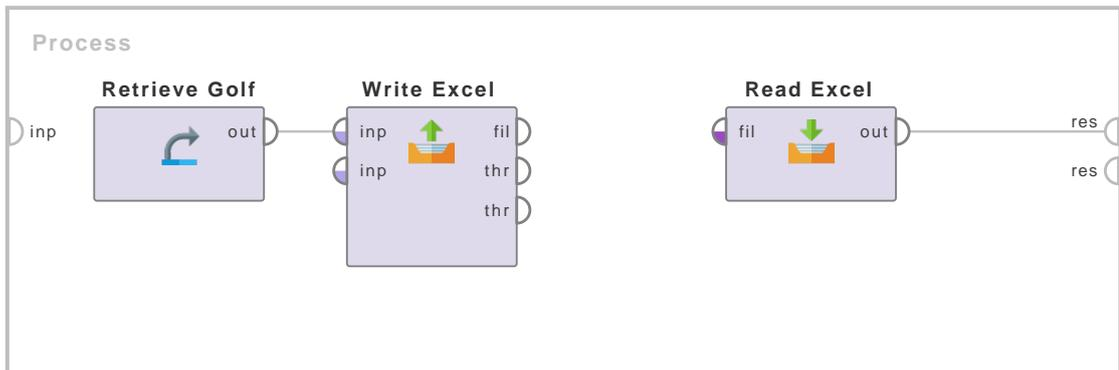 Process
Retrieve Golf
Write Excel
Read Excel
inp
out
inp
fil
fil
out
res
inp
thr
res
thr